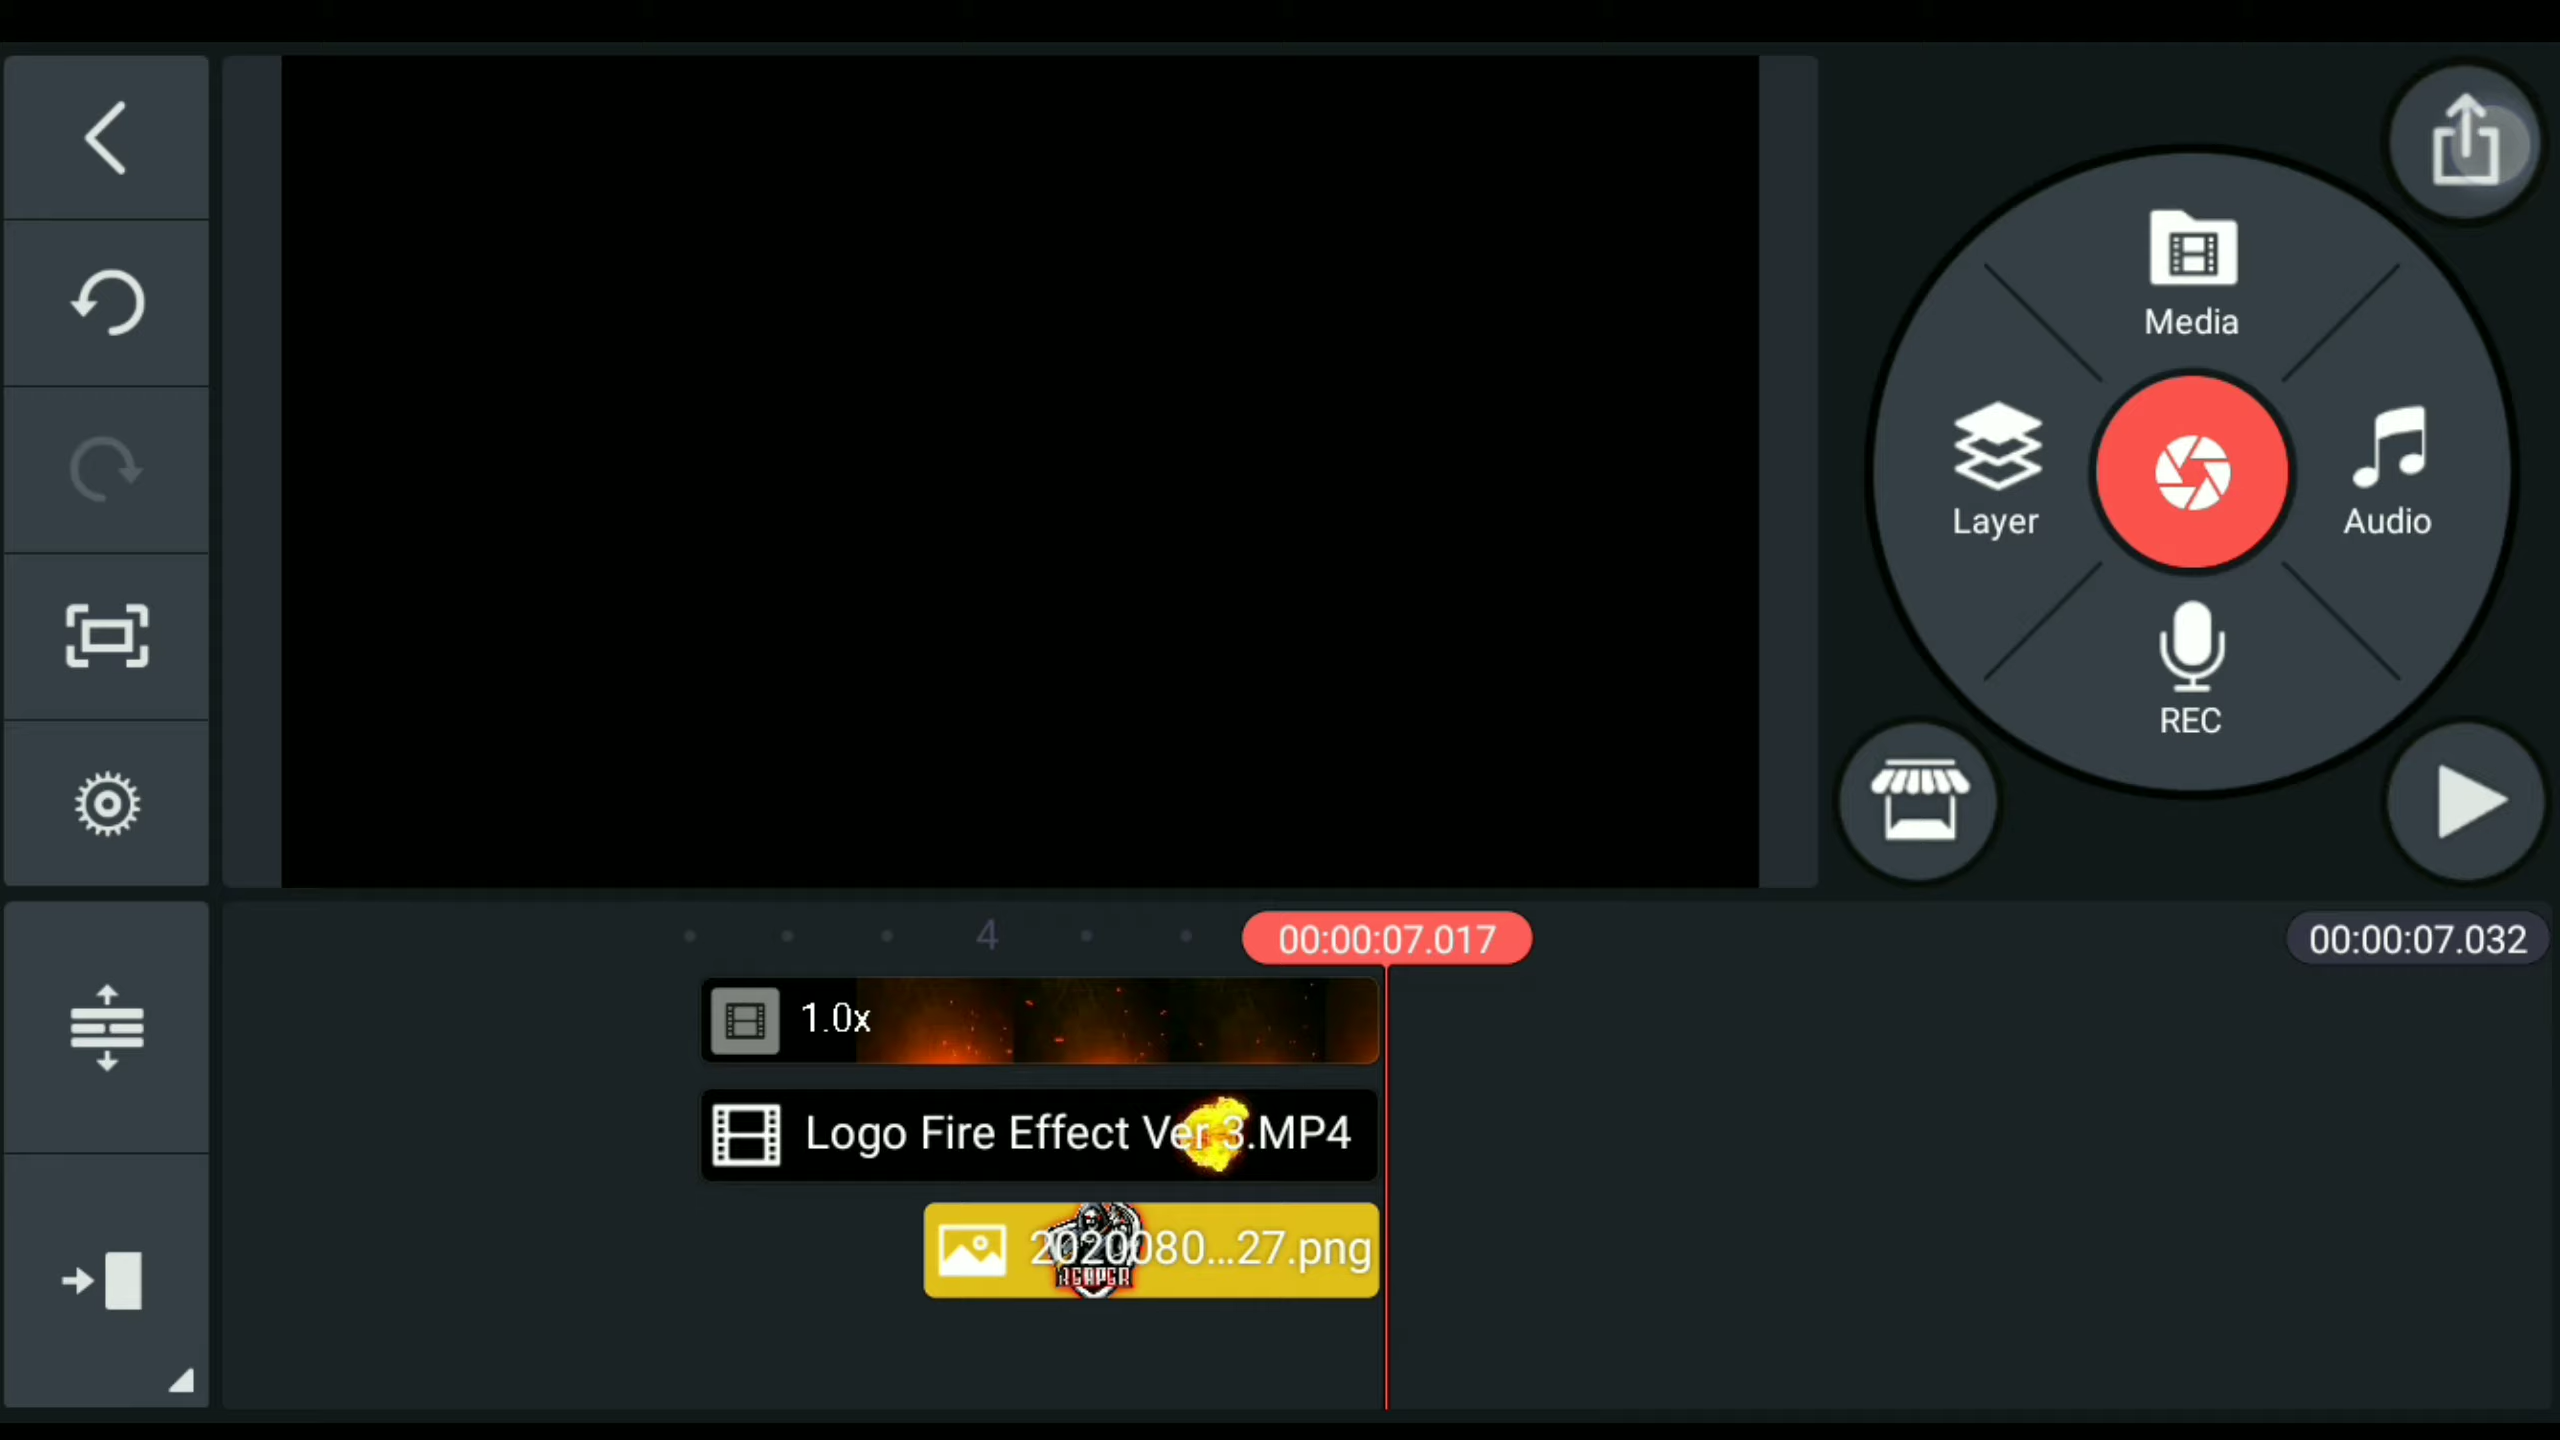 Media
Layer
Audio
REC
4
00:00:07.017
00:00:07.032
1.0x
Logo Fire Effect Ver 3.MP4
2020080...27.png
REAPER